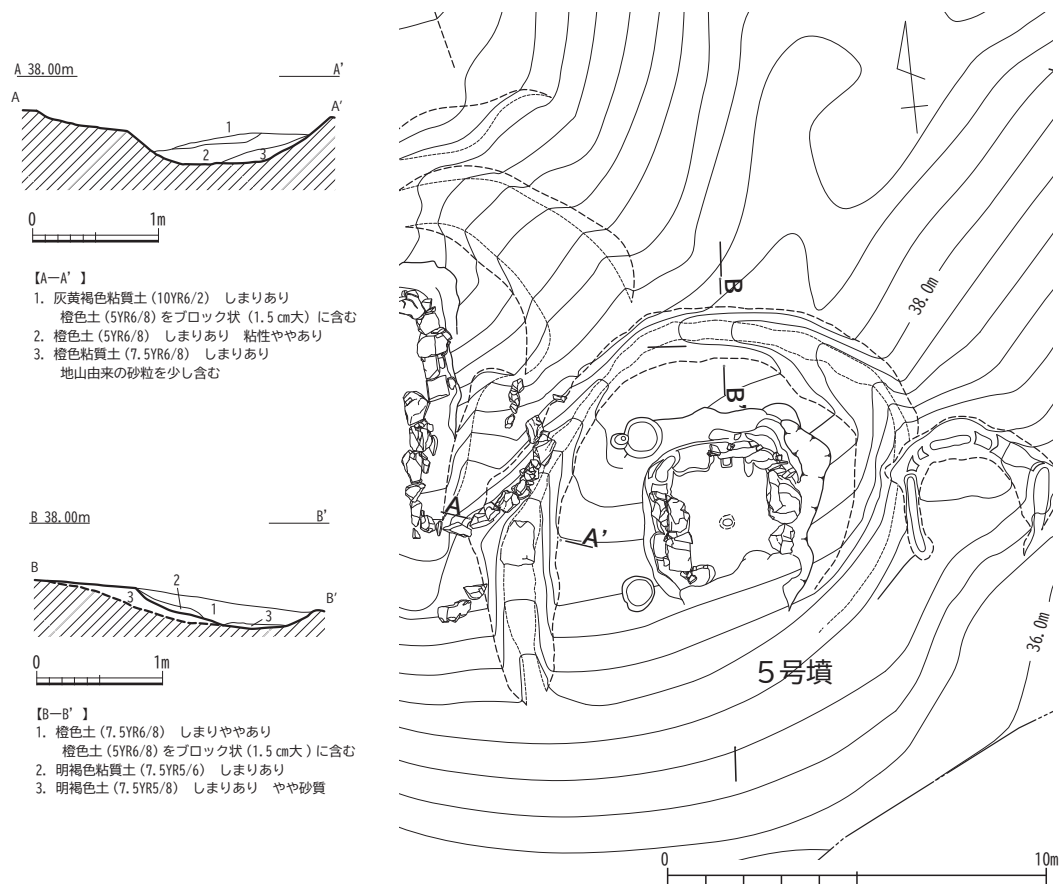 A 38.00m A'
A A'
1
2 3
0 1m
【A―A'】
1. 灰黄褐色粘質土(10YR6/2) しまりあり
橙色土(5YR6/8)をブロック状(1.5㎝大)に含む
2. 橙色土(5YR6/8) しまりあり 粘性ややあり
3. 橙色粘質土(7.5YR6/8) しまりあり
地山由来の砂粒を少し含む
B 38.00m B'
B B'
2
3 1 3
0 1m
【B―B'】
1. 橙色土(7.5YR6/8) しまりややあり
橙色土(5YR6/8)をブロック状(1.5㎝大)に含む
2. 明褐色粘質土(7.5YR5/6) しまりあり
3. 明褐色土(7.5YR5/8) しまりあり やや砂質
B
38.0m
B'
A
A'
36.0m
5号墳
0 10m